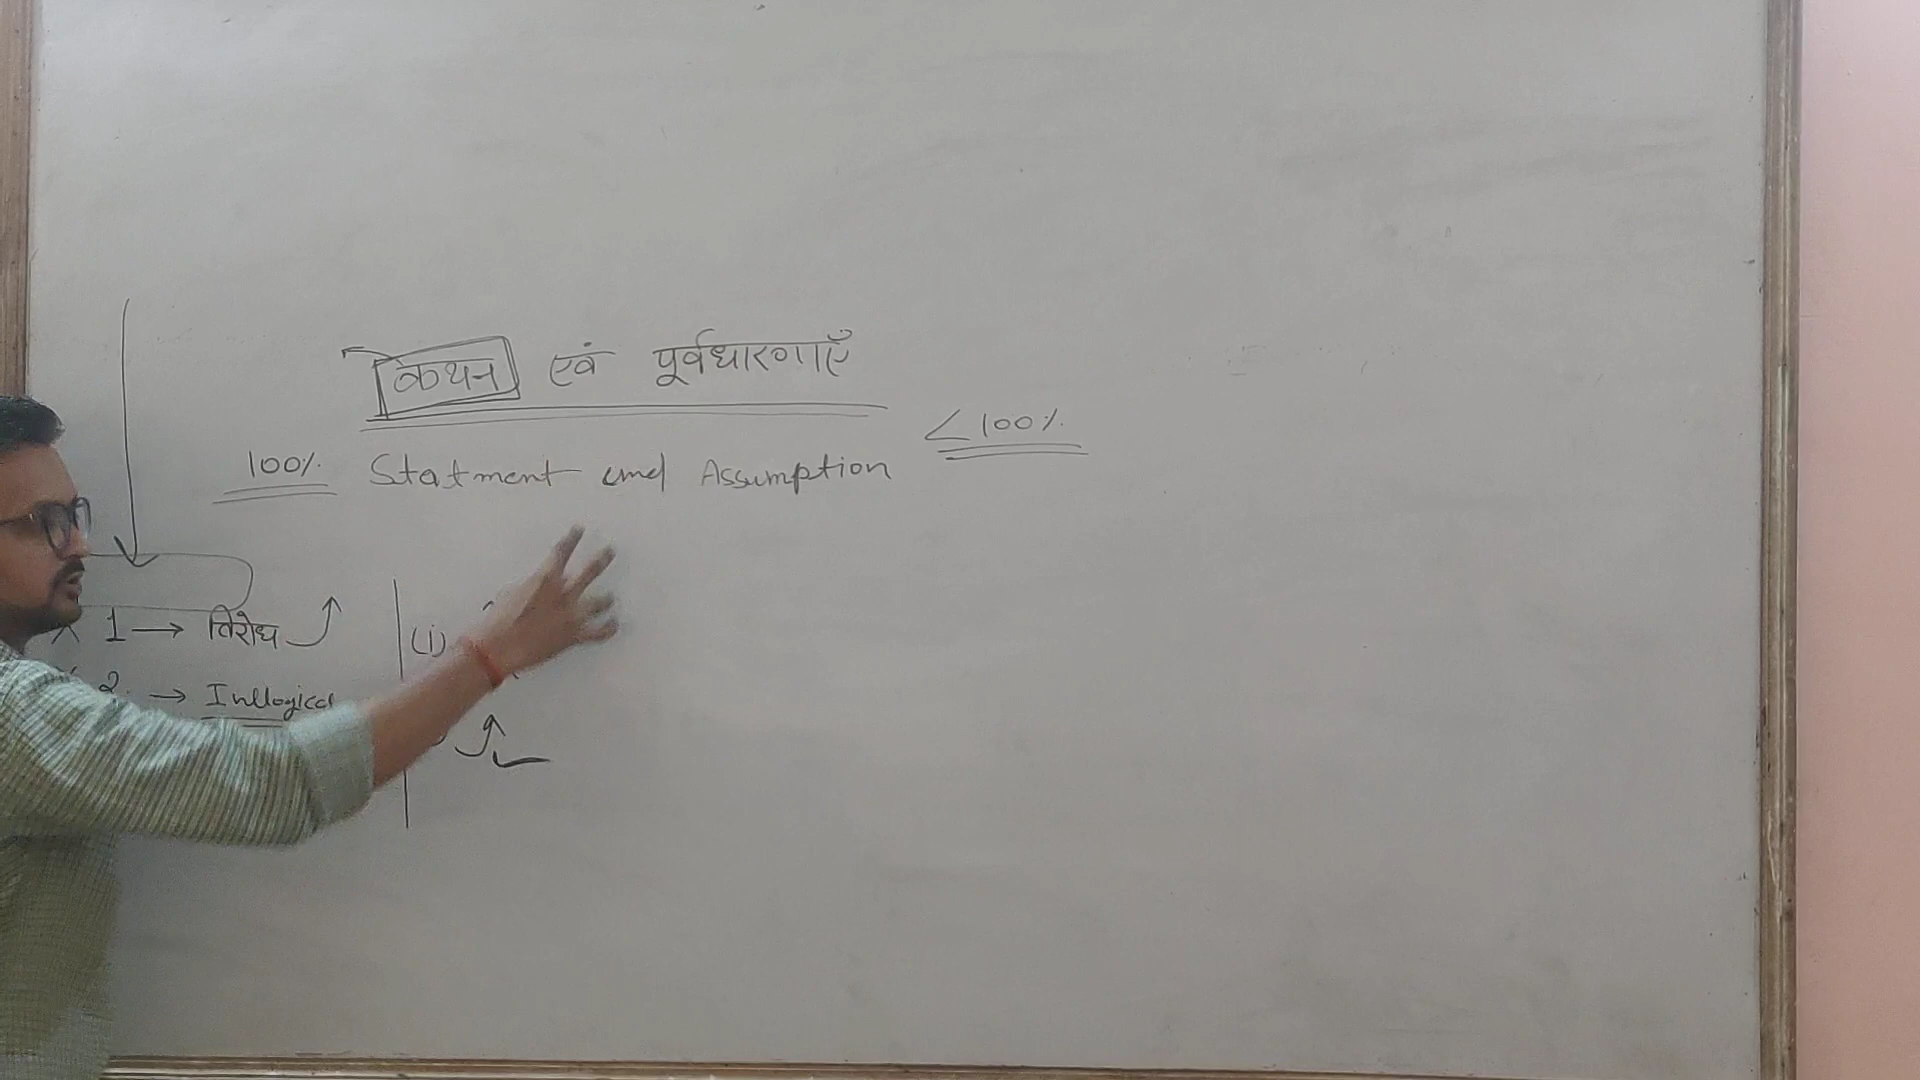 कथन एवं पूर्वधारणाएँ
< 100%
100% Statment and Assumption
1 → विरोध
(i)
2. → Inllogical